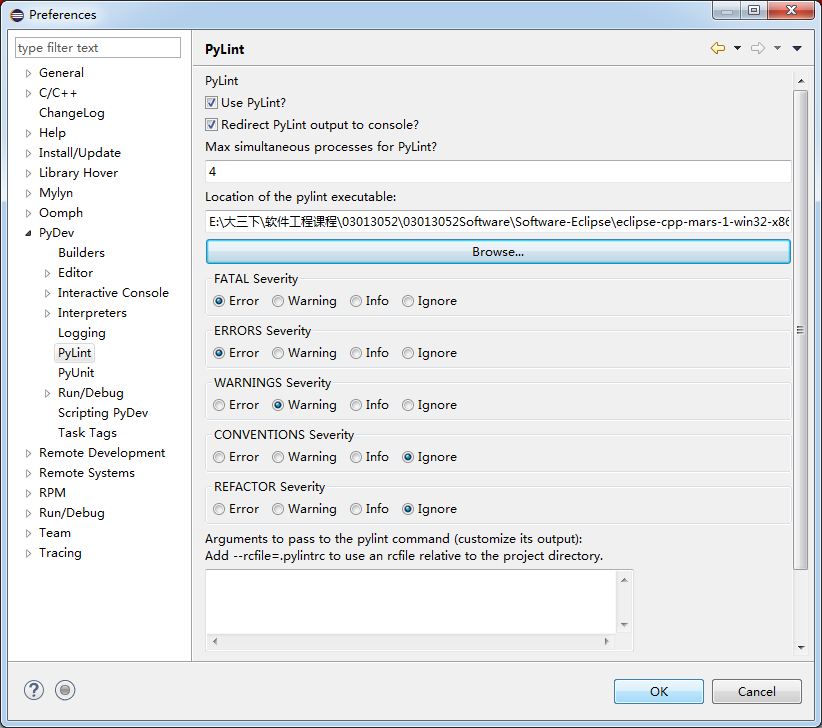 Preferences
type filter text
General
C/C++
ChangeLog
Help
Install/Update
Library Hover
Mylyn
Oomph
PyDev
Builders
Editor
Interactive Console
Interpreters
Logging
PyLint
PyUnit
Run/Debug
Scripting PyDev
Task Tags
Remote Development
Remote Systems
RPM
Run/Debug
Team
Tracing
PyLint
PyLint
Use PyLint?
Redirect PyLint output to console?
Max simultaneous processes for PyLint?
4
Location of the pylint executable:
E:\大三下\软件工程课程\03013052\03013052Software\Software-Eclipse\eclipse-cpp-mars-1-win32-x86
Browse...
FATAL Severity
Error Warning Info Ignore
ERRORS Severity
Error Warning Info Ignore
WARNINGS Severity
Error Warning Info Ignore
CONVENTIONS Severity
Error Warning Info Ignore
REFACTOR Severity
Error Warning Info Ignore
Arguments to pass to the pylint command (customize its output):
Add --rcfile=.pylintrc to use an rcfile relative to the project directory.
OK Cancel